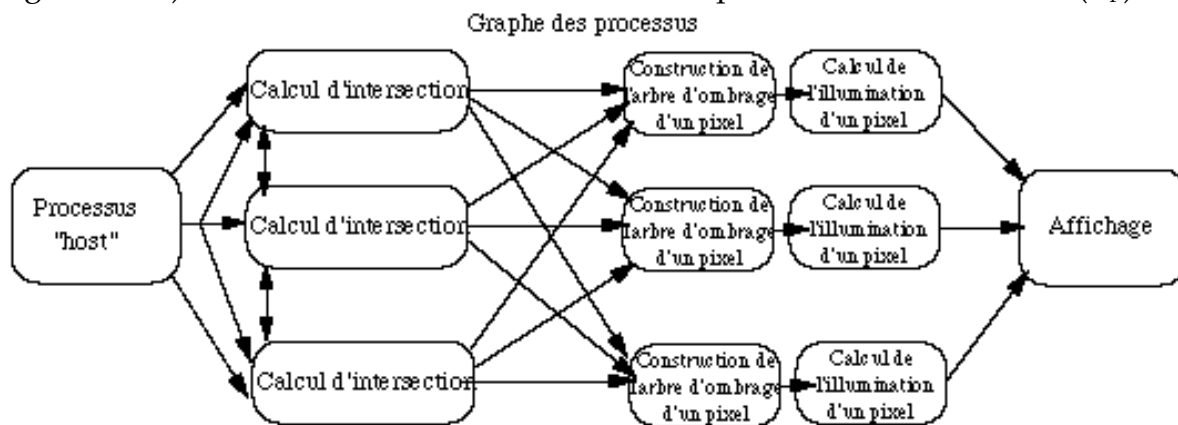 Graphe des processus
Calcul d'intersection
Construction de
l'arbre d'ombrage
d'un pixel
Calcul de
l'illumination
d'un pixel
Processus
"host"
Calcul d'intersection
Construction de
l'arbre d'ombrage
d'un pixel
Calcul de
l'illumination
d'un pixel
Affichage
Calcul d'intersection
Construction de
l'arbre d'ombrage
d'un pixel
Calcul de
l'illumination
d'un pixel